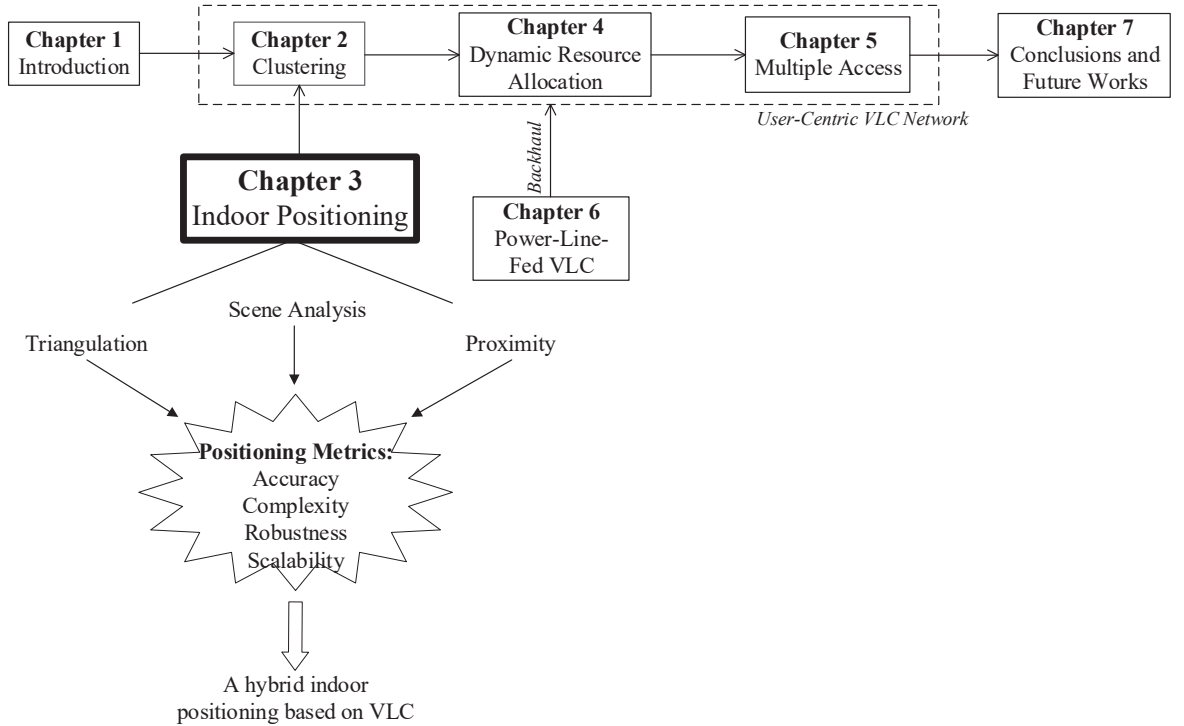 Chapter 1
Introduction
Chapter 2
Clustering
Chapter 4
Dynamic Resource
Allocation
Chapter 5
Multiple Access
Chapter 7
Conclusions and
Future Works
User-Centric VLC Network
Backhaul
Chapter 3
Indoor Positioning
Chapter 6
Power-Line-
Fed VLC
Scene Analysis
Triangulation
Proximity
Positioning Metrics:
Accuracy
Complexity
Robustness
Scalability
A hybrid indoor
positioning based on VLC